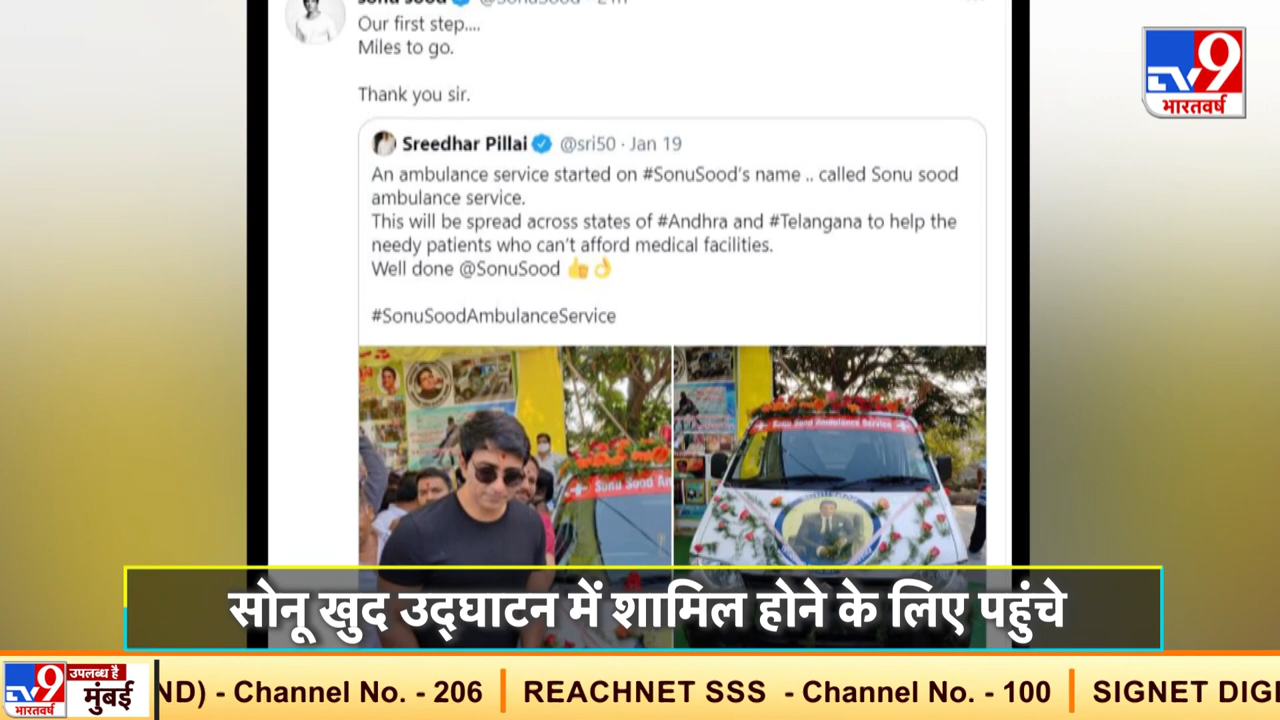 Our first step....
Miles to go.
Thank you sir.
Sreedhar Pillai @sri50 · Jan 19
An ambulance service started on #SonuSood's name .. called Sonu sood
ambulance service.
This will be spread across states of #Andhra and #Telangana to help the
needy patients who can't afford medical facilities.
Well done @SonuSood 👍👌
#SonuSoodAmbulanceService
TV9
भारतवर्ष
Sonu Sood Am
Sonu Sood Ambulance Service
सोनू खुद उद्घाटन में शामिल होने के लिए पहुंचे
TV9
भारतवर्ष
उपलब्ध है
मुंबई
ND) - Channel No. - 206 | REACHNET SSS - Channel No. - 100 | SIGNET DIGI